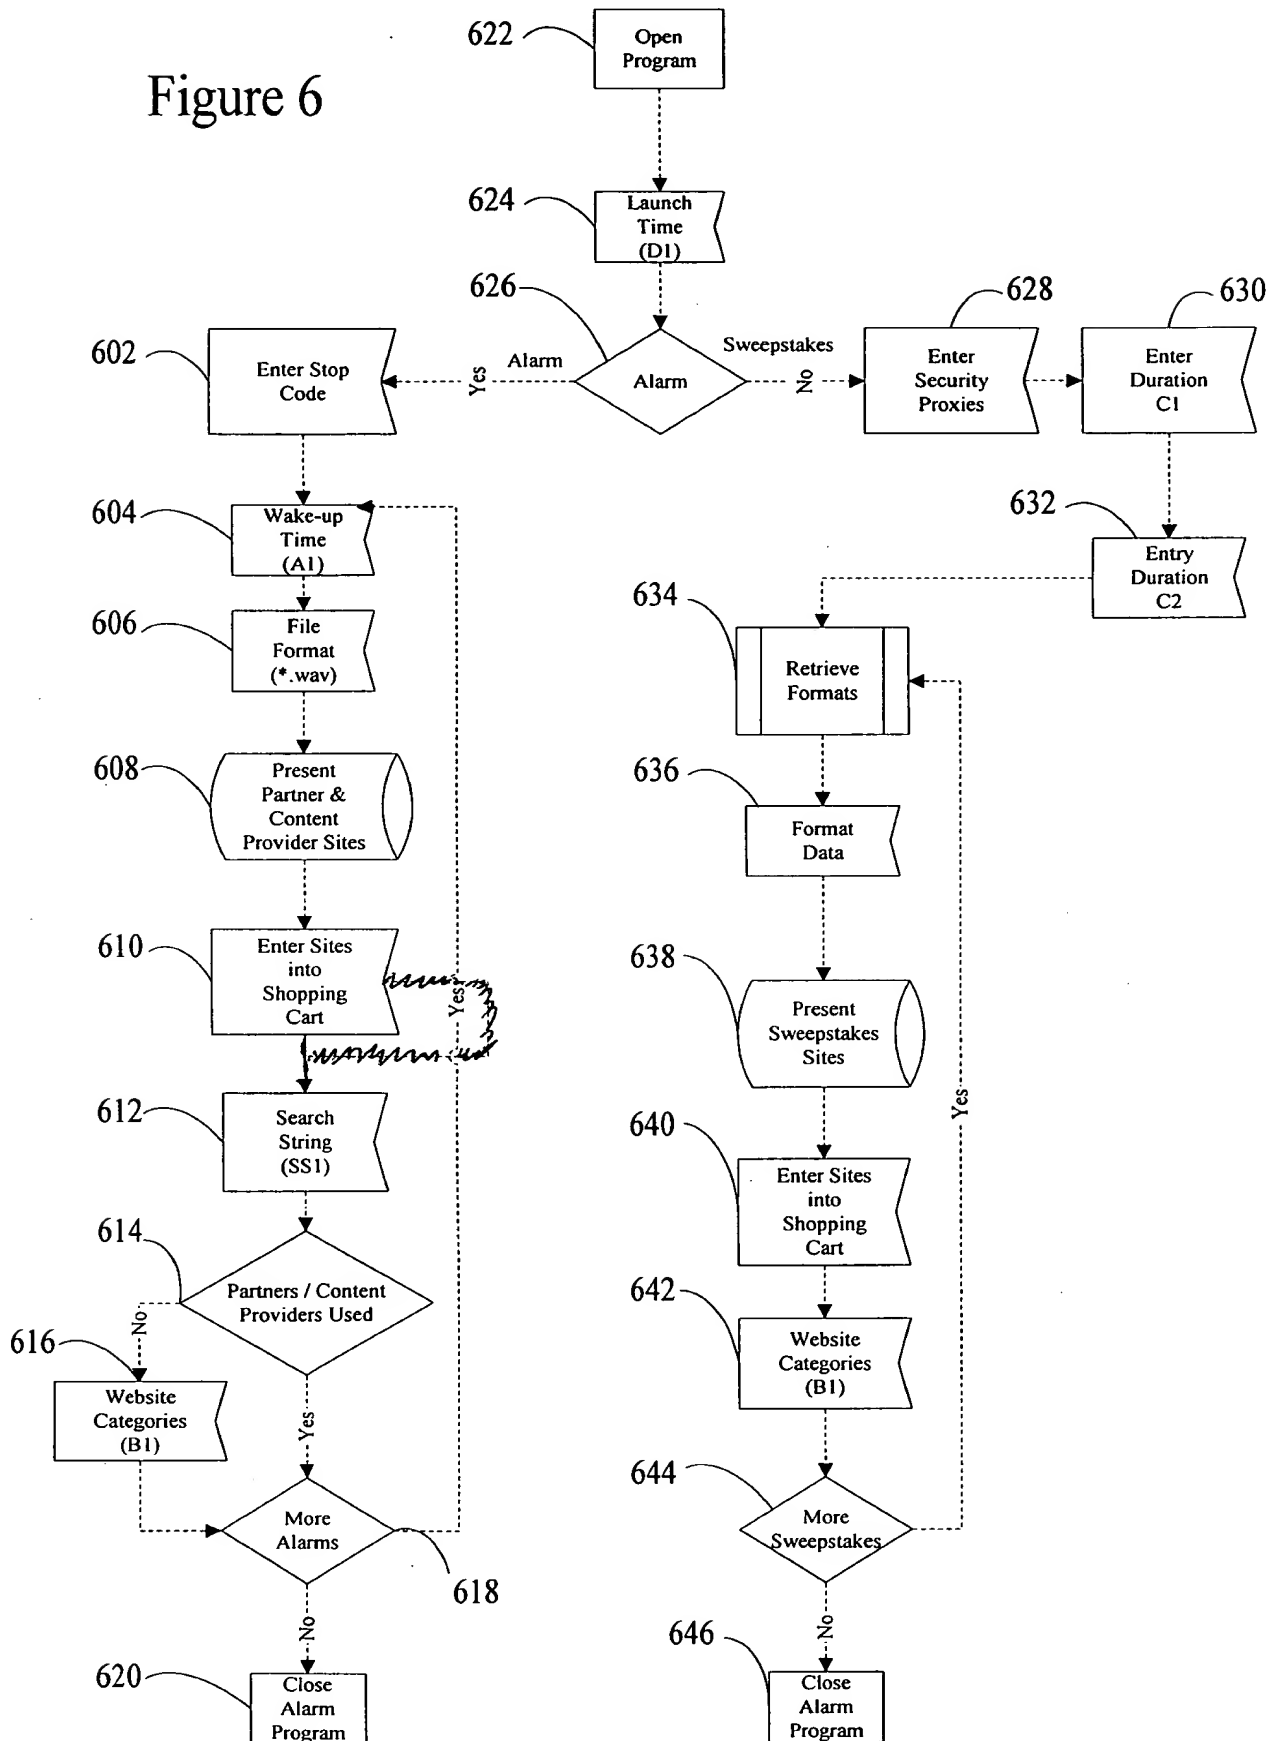 Figure 6
622
Open
Program
624
Launch
Time
(D1)
626
Alarm
Alarm
Yes
Sweepstakes
No
602
Enter Stop
Code
628
Enter
Security
Proxies
630
Enter
Duration
C1
632
Entry
Duration
C2
604
Wake-up
Time
(A1)
606
File
Format
(*.wav)
608
Present
Partner &
Content
Provider Sites
610
Enter Sites
into
Shopping
Cart
Yes
612
Search
String
(SS1)
614
Partners / Content
Providers Used
No
616
Website
Categories
(B1)
Yes
More
Alarms
618
No
620
Close
Alarm
Program
634
Retrieve
Formats
636
Format
Data
638
Present
Sweepstakes
Sites
640
Enter Sites
into
Shopping
Cart
Yes
642
Website
Categories
(B1)
644
More
Sweepstakes
No
646
Close
Alarm
Program